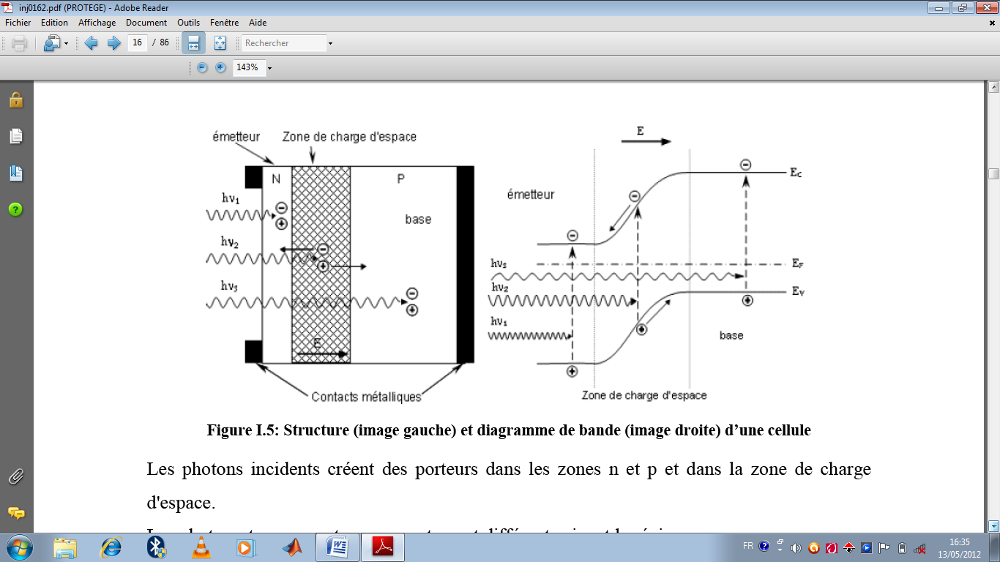 inj0162.pdf (PROTEGE) - Adobe Reader
Fichier Edition Affichage Document Outils Fenêtre Aide
16 / 86 Rechercher
143%
émetteur Zone de charge d'espace
N P
hν₁
hν₂
hν₃
base
E
Contacts métalliques
E
émetteur
E_C
hν₃
E_F
hν₂
E_V
hν₁
base
Zone de charge d'espace
Figure I.5: Structure (image gauche) et diagramme de bande (image droite) d'une cellule
Les photons incidents créent des porteurs dans les zones n et p et dans la zone de charge
d'espace.
FR
16:35
13/05/2012